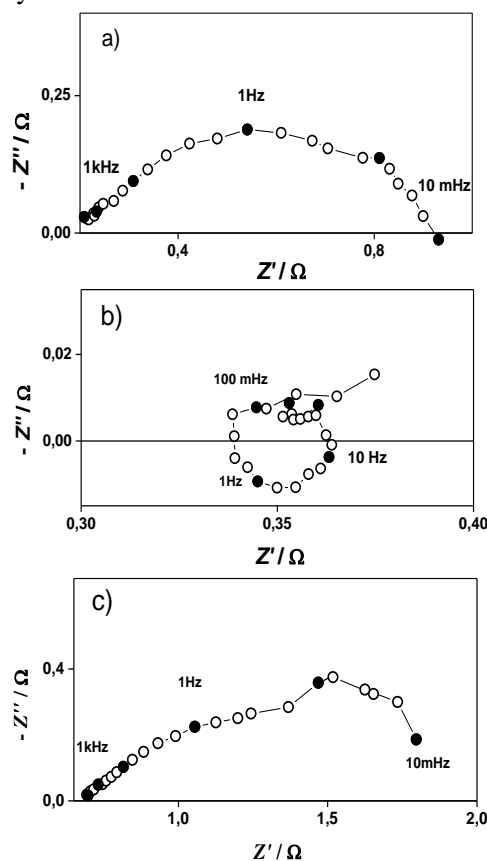 a)
1Hz
0,25
1kHz
- Z'' / Ω
10 mHz
0,00
0,4 0,8
Z' / Ω
b)
0,02
100 mHz
- Z'' / Ω
0,00
10 Hz
1Hz
0,30 0,35 0,40
Z' / Ω
c)
0,4
1Hz
- Z'' / Ω
1kHz
10mHz
0,0
1,0 1,5 2,0
Z' / Ω